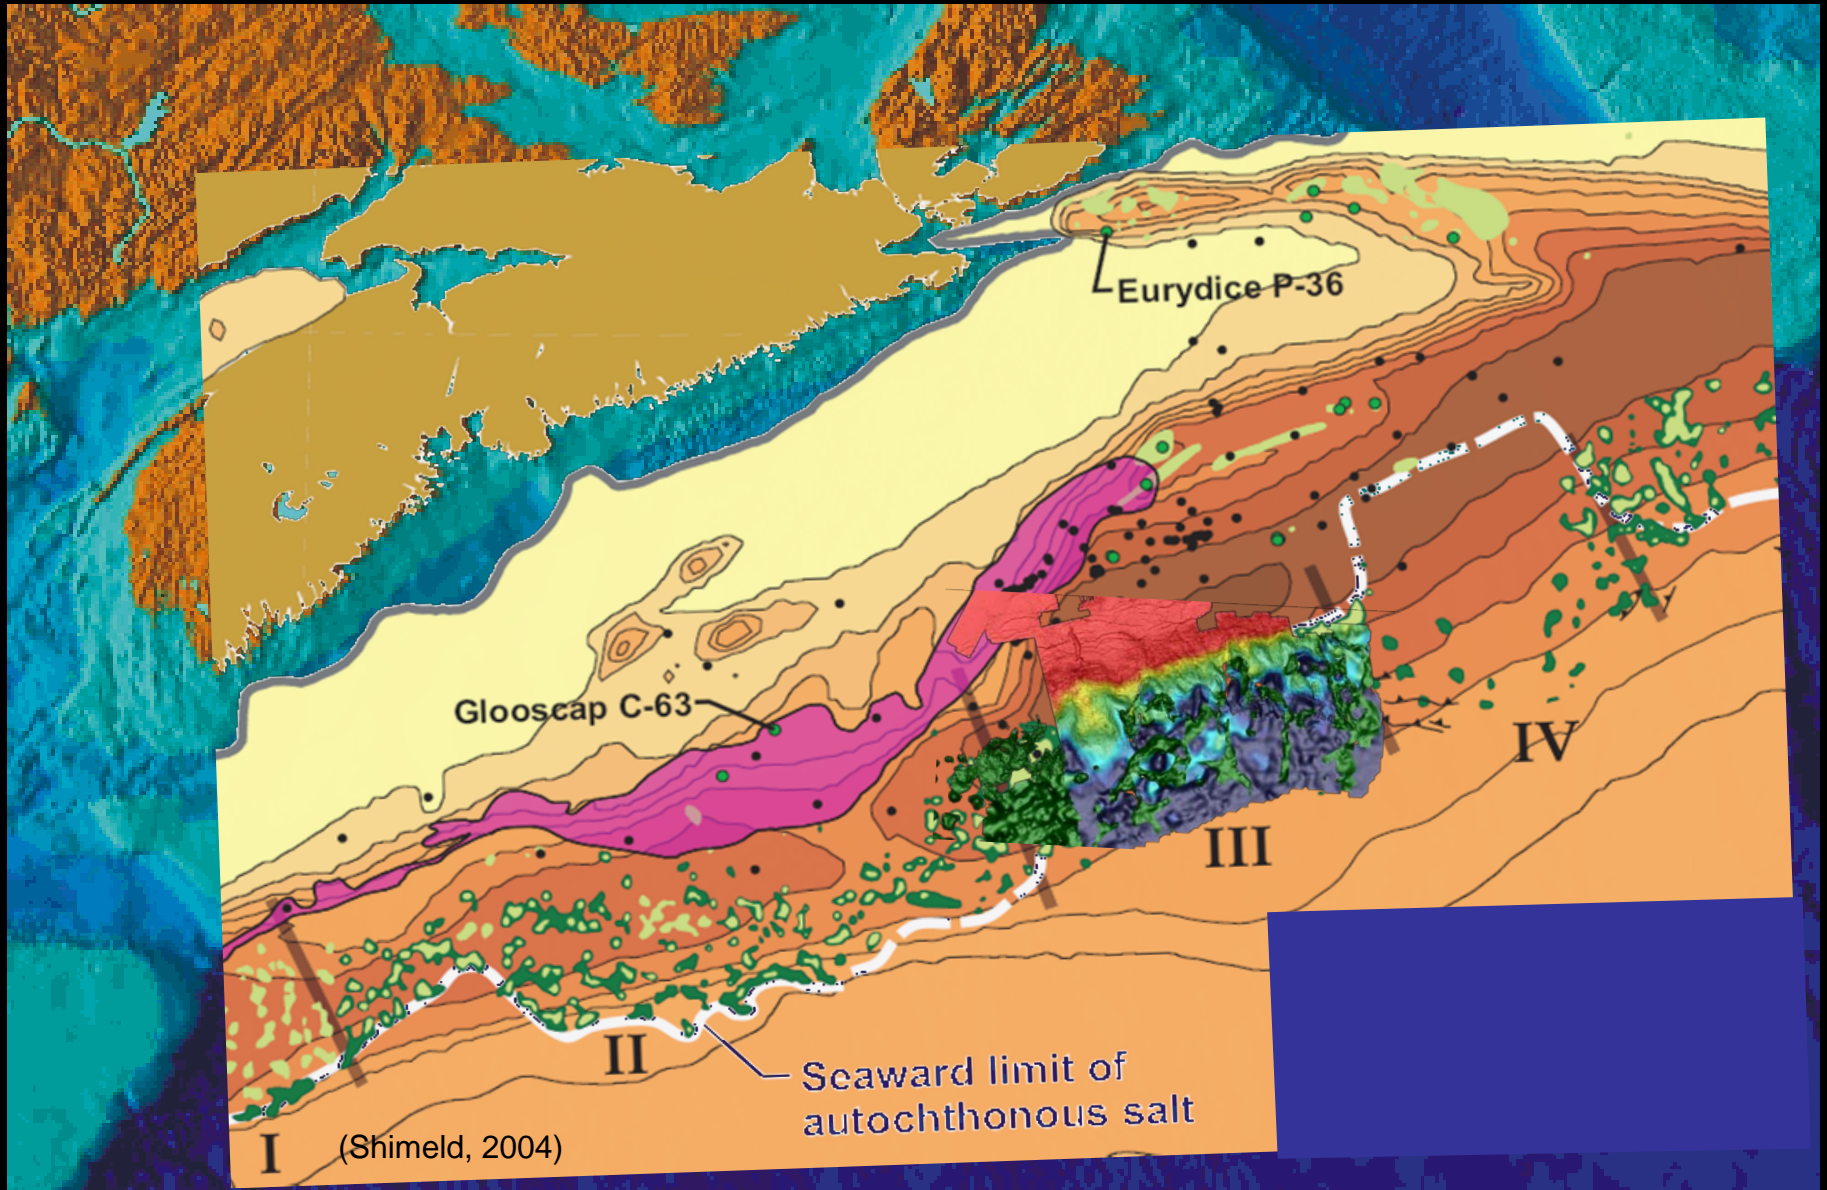 Eurydice P-36
Glooscap C-63
IV
III
II
Seaward limit of
autochthonous salt
I
(Shimeld, 2004)